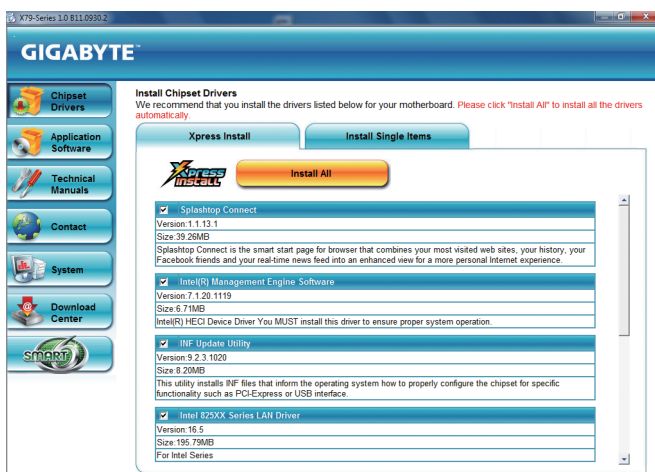 X79-Series 1.0 B11.0930.2
GIGABYTE™
Chipset
Drivers
Application
Software
Technical
Manuals
Contact
System
Download
Center
SMART
Install Chipset Drivers
We recommend that you install the drivers listed below for your motherboard. Please click "Install All" to install all the drivers
automatically.
Xpress Install
Install Single Items
Xpress
INSTALL
Install All
Splashtop Connect
Version:1.1.13.1
Size:39.26MB
Splashtop Connect is the smart start page for browser that combines your most visited web sites, your history, your
Facebook friends and your real-time news feed into an enhanced view for a more personal Internet experience.
Intel(R) Management Engine Software
Version:7.1.20.1119
Size:6.71MB
Intel(R) HECI Device Driver You MUST install this driver to ensure proper system operation.
INF Update Utility
Version:9.2.3.1020
Size:8.20MB
This utility installs INF files that inform the operating system how to properly configure the chipset for specific
functionality such as PCI-Express or USB interface.
Intel 825XX Series LAN Driver
Version:16.5
Size:195.79MB
For Intel Series